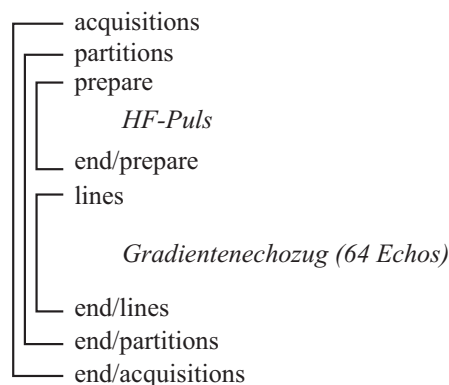 acquisitions
partitions
prepare
HF-Puls
end/prepare
lines
Gradientenechozug (64 Echos)
end/lines
end/partitions
end/acquisitions